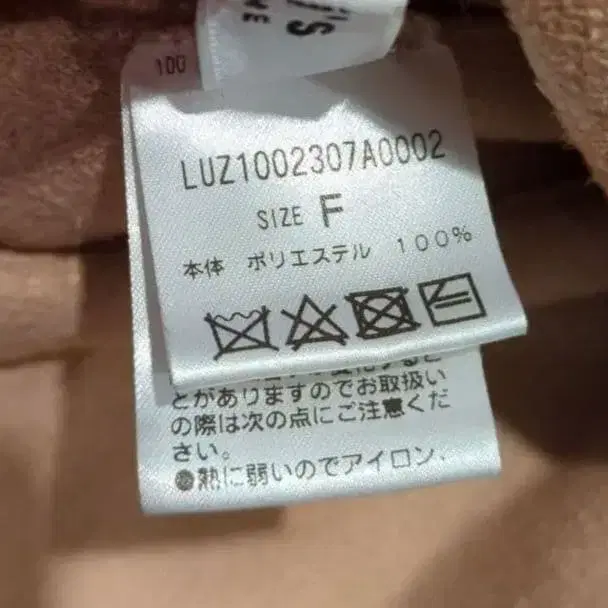 100
LUZ1002307A0002
SIZE F
本体 ポリエステル 100%
とがありますのでお取扱い
の際は次の点にご注意くだ
さい。
●熱に弱いのでアイロン、